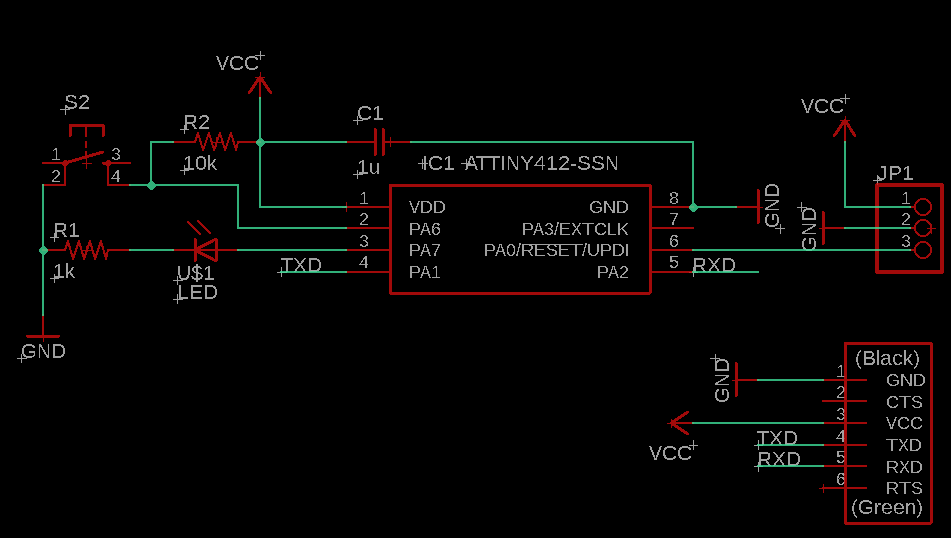 VCC
S2
R2
C1
VCC
1
3
10k
1u
IC1
ATTINY412-SSN
JP1
2
4
1
VDD
GND
8
GND
GND
1
2
PA6
PA3/EXTCLK
7
2
R1
3
PA7
PA0/RESET/UPDI
6
3
1k
U$1
LED
TXD
4
PA1
PA2
5
RXD
GND
(Black)
GND
1
GND
2
CTS
3
VCC
VCC
TXD
4
TXD
RXD
5
RXD
6
RTS
(Green)